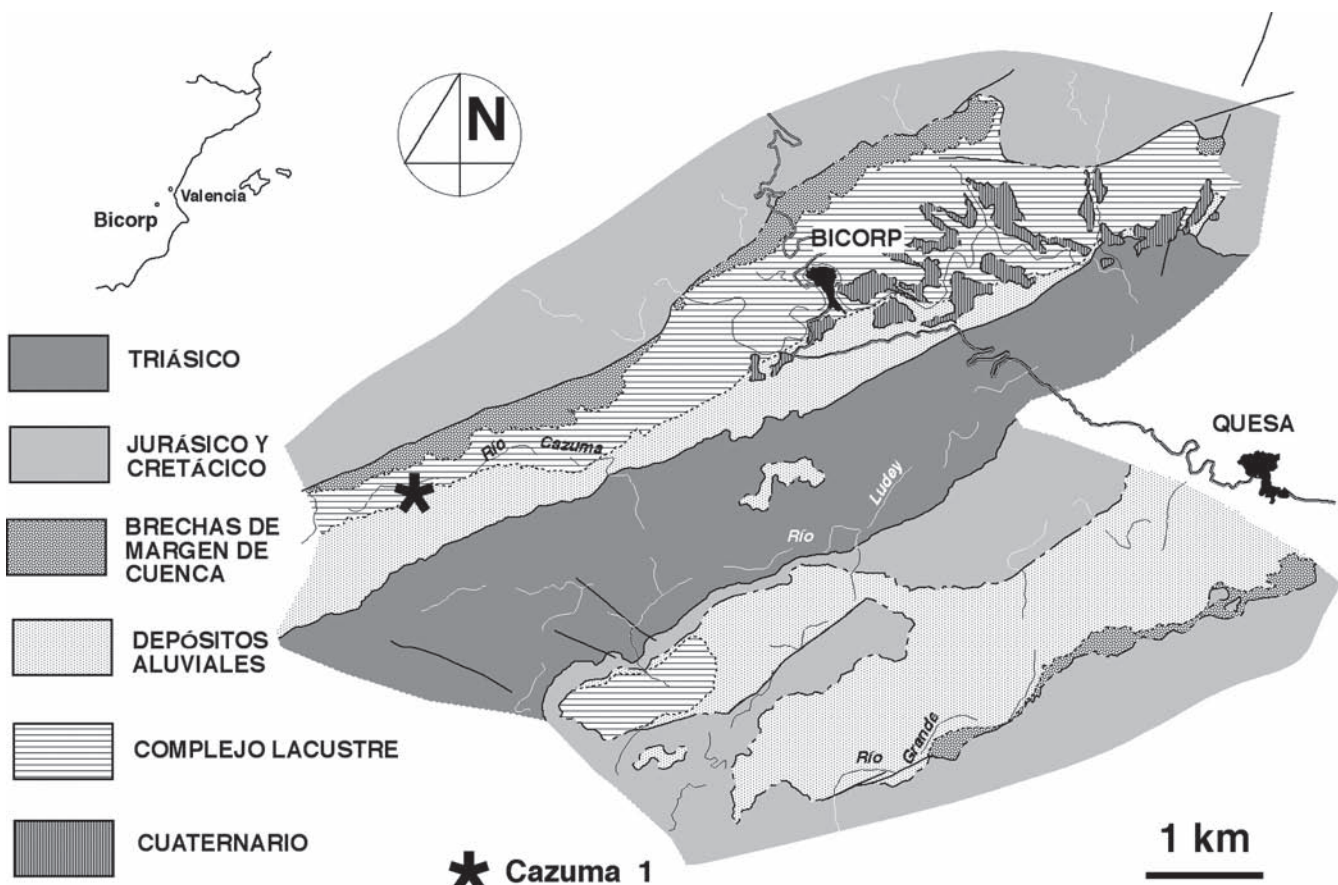 N
Valencia
Bicorp
BICORP
TRIÁSICO
JURÁSICO Y
CRETÁCICO
BRECHAS DE
MARGEN DE
CUENCA
DEPÓSITOS
ALUVIALES
COMPLEJO LACUSTRE
CUATERNARIO
QUESA
Río Cazuma
Río Ludey
Río Grande
1 km
Cazuma 1